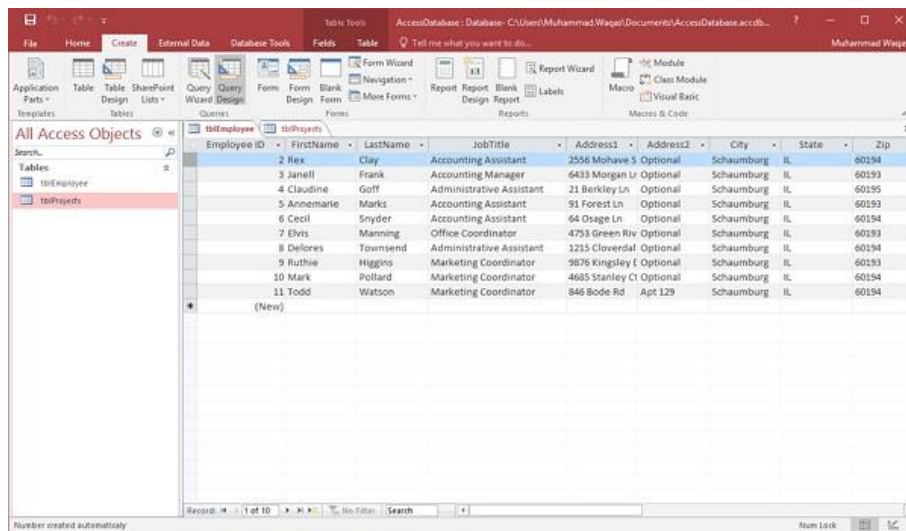 Table Tools AccessDatabase : Database- C:\Users\Muhammad.Waqas\Documents\AccessDatabase.accdb... ?
File Home Create External Data Database Tools Fields Table Tell me what you want to do... Muhammad Waqa
Application Parts Table Table Design SharePoint Lists Query Wizard Query Design Form Form Design Blank Form Form Wizard Navigation More Forms Report Report Design Blank Report Report Wizard Labels Macro Module Class Module Visual Basic
Templates Tables Queries Forms Reports Macros & Code
All Access Objects
Search..
Tables
tblEmployee
tblProjects
tblEmployee tblProjects
Employee ID FirstName LastName JobTitle Address1 Address2 City State Zip
2 Rex Clay Accounting Assistant 2556 Mohave S Optional Schaumburg IL 60194
3 Janell Frank Accounting Manager 6433 Morgan Optional Schaumburg IL 60193
4 Claudine Goff Administrative Assistant 21 Berkley Ln Optional Schaumburg IL 60195
5 Annemarie Marks Accounting Assistant 91 Forest Ln Optional Schaumburg IL 60193
6 Cecil Snyder Accounting Assistant 64 Osage Ln Optional Schaumburg IL 60194
7 Elvis Manning Office Coordinator 4753 Green Riv Optional Schaumburg IL 60193
8 Delores Townsend Administrative Assistant 1215 Cloverdal Optional Schaumburg IL 60194
9 Ruthie Higgins Marketing Coordinator 9876 Kingsley Optional Schaumburg IL 60193
10 Mark Pollard Marketing Coordinator 4685 Stanley Ct Optional Schaumburg IL 60194
11 Todd Watson Marketing Coordinator 846 Bode Rd Apt 129 Schaumburg IL 60194
(New)
Record: 1 of 10 No Filter Search
Number created automaticaly Num Lock